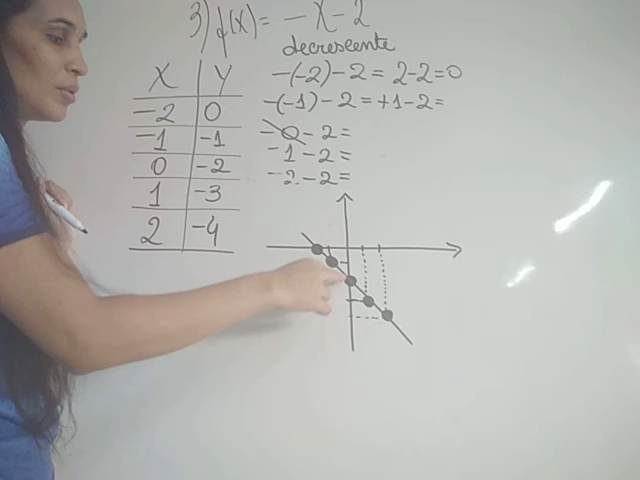 3) f(x) = -x-2
decrescente
X Y
-2 0
-1 -1
0 -2
1 -3
2 -4
-(-2)-2 = 2-2=0
-(-1)-2 = +1-2=
-0-2=
-1-2=
-2-2=